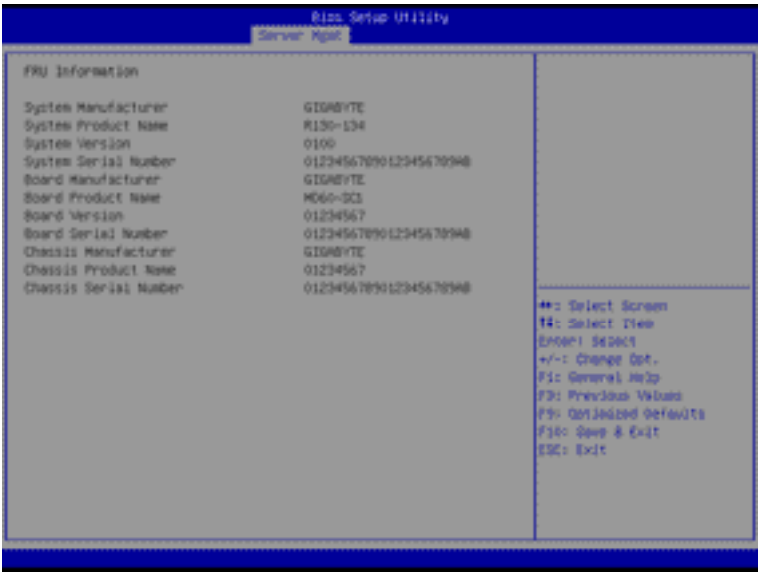 Bios Setup Utility
Server Mgmt
FRU Information
System Manufacturer GIGABYTE
System Product Name R130-134
System Version 0100
System Serial Number 01234567890123456789AB
Board Manufacturer GIGABYTE
Board Product Name MD60-SC1
Board Version 01234567
Board Serial Number 01234567890123456789AB
Chassis Manufacturer GIGABYTE
Chassis Product Name 01234567
Chassis Serial Number 01234567890123456789AB
: Select Screen
: Select Item
Enter: Select
+/-: Change Opt.
F1: General Help
F3: Previous Values
F9: Optimized Defaults
F10: Save & Exit
ESC: Exit